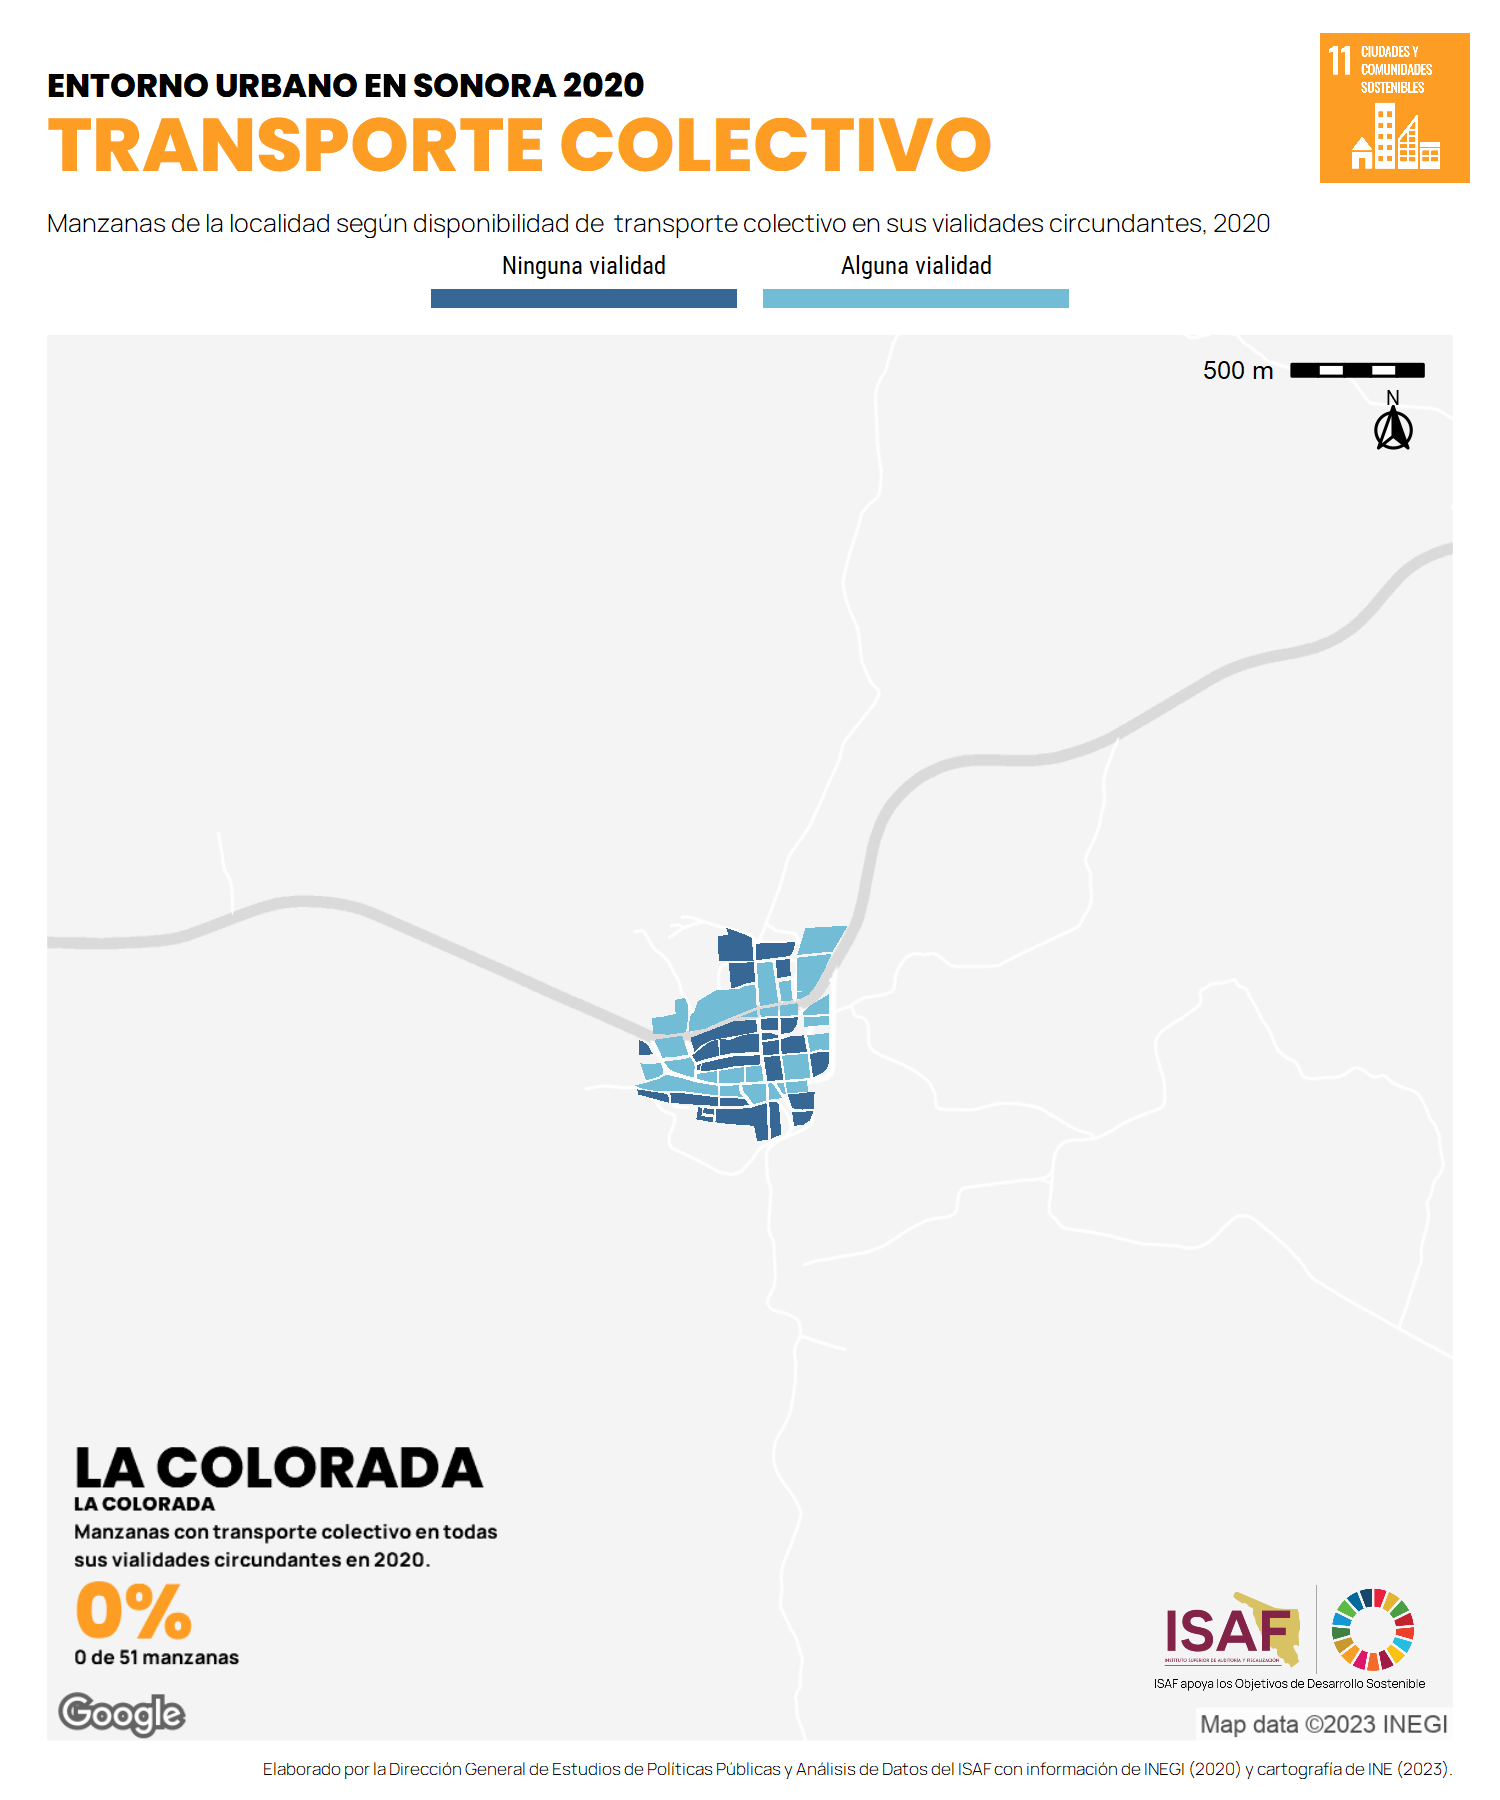 ENTORNO URBANO EN SONORA 2020
TRANSPORTE COLECTIVO
11 CIUDADES Y
COMUNIDADES
SOSTENIBLES
Manzanas de la localidad según disponibilidad de transporte colectivo en sus vialidades circundantes, 2020
Ninguna vialidad
Alguna vialidad
500 m
N
LA COLORADA
LA COLORADA
Manzanas con transporte colectivo en todas
sus vialidades circundantes en 2020.
0%
0 de 51 manzanas
Google
ISAF
INSTITUTO SUPERIOR DE AUDITORÍA Y FISCALIZACIÓN
ISAF apoya los Objetivos de Desarrollo Sostenible
Map data ©2023 INEGI
Elaborado por la Dirección General de Estudios de Políticas Públicas y Análisis de Datos del ISAF con información de INEGI (2020) y cartografía de INE (2023).